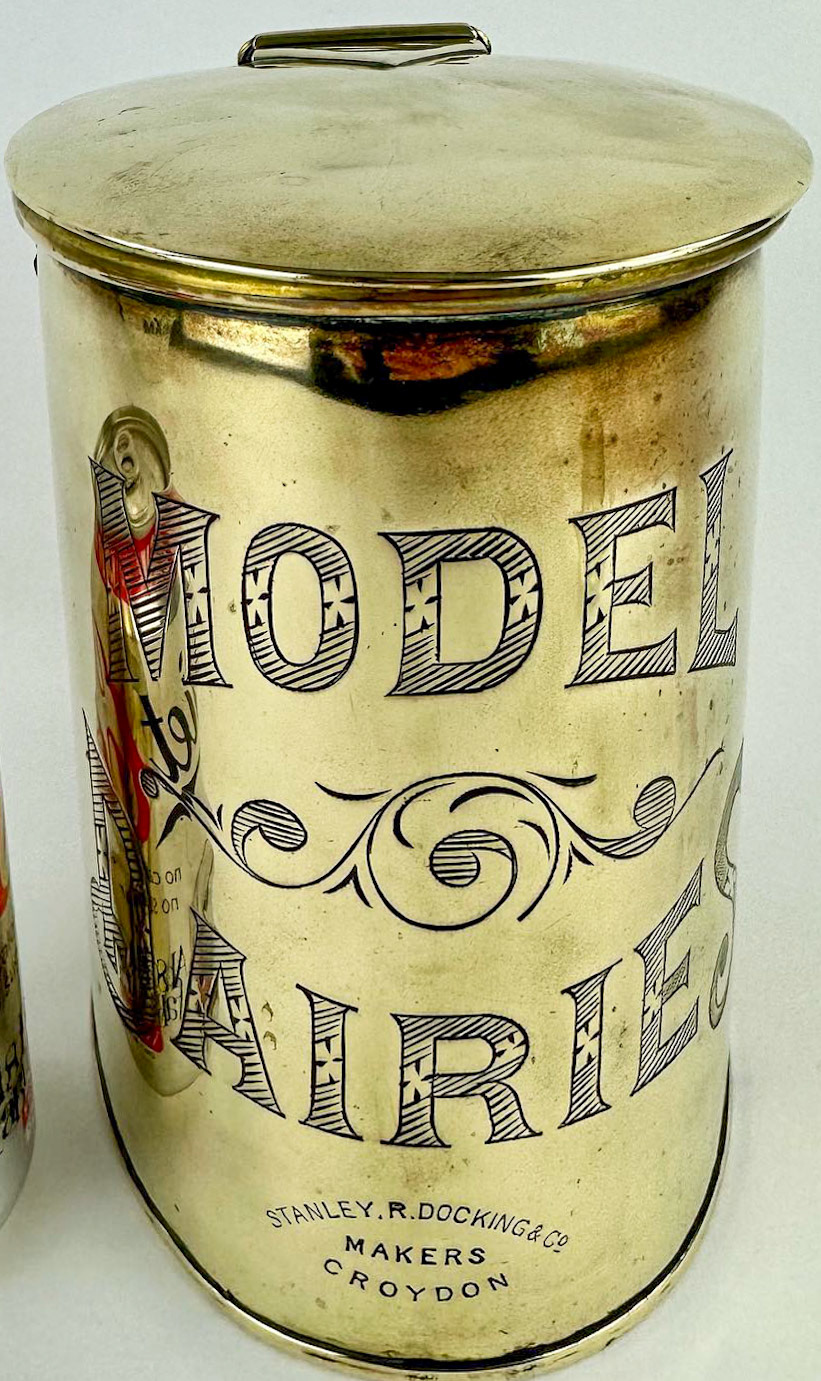 MODEL
DAIRIES
STANLEY.R.DOCKING & Co
MAKERS
CROYDON